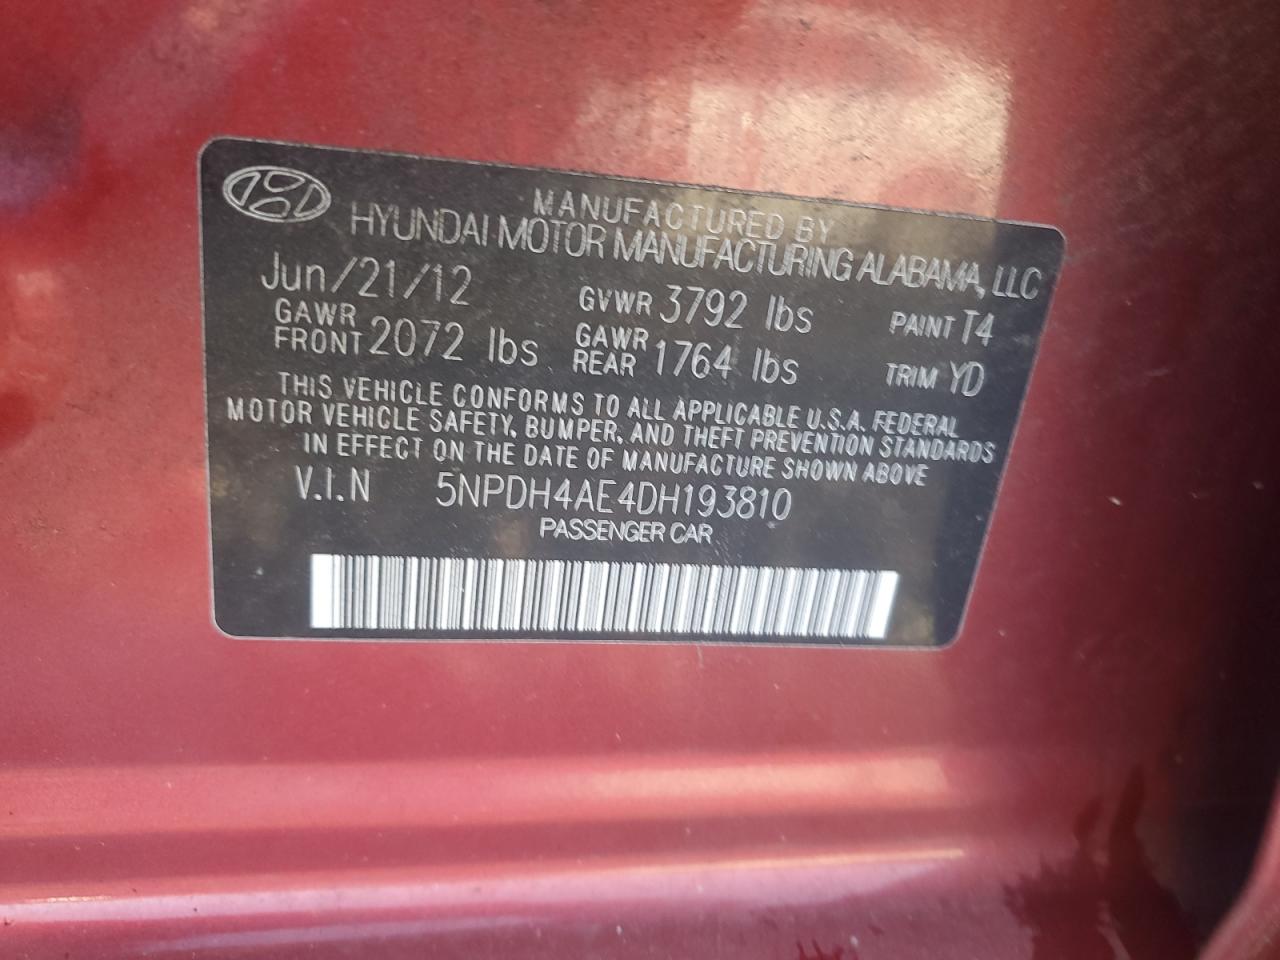 MANUFACTURED BY
HYUNDAI MOTOR MANUFACTURING ALABAMA, LLC
Jun/21/12 GVWR 3792 lbs PAINT T4
GAWR FRONT 2072 lbs GAWR REAR 1764 lbs TRIM YD
THIS VEHICLE CONFORMS TO ALL APPLICABLE U.S.A. FEDERAL
MOTOR VEHICLE SAFETY, BUMPER, AND THEFT PREVENTION STANDARDS
IN EFFECT ON THE DATE OF MANUFACTURE SHOWN ABOVE
V.I.N 5NPDH4AE4DH193810
PASSENGER CAR